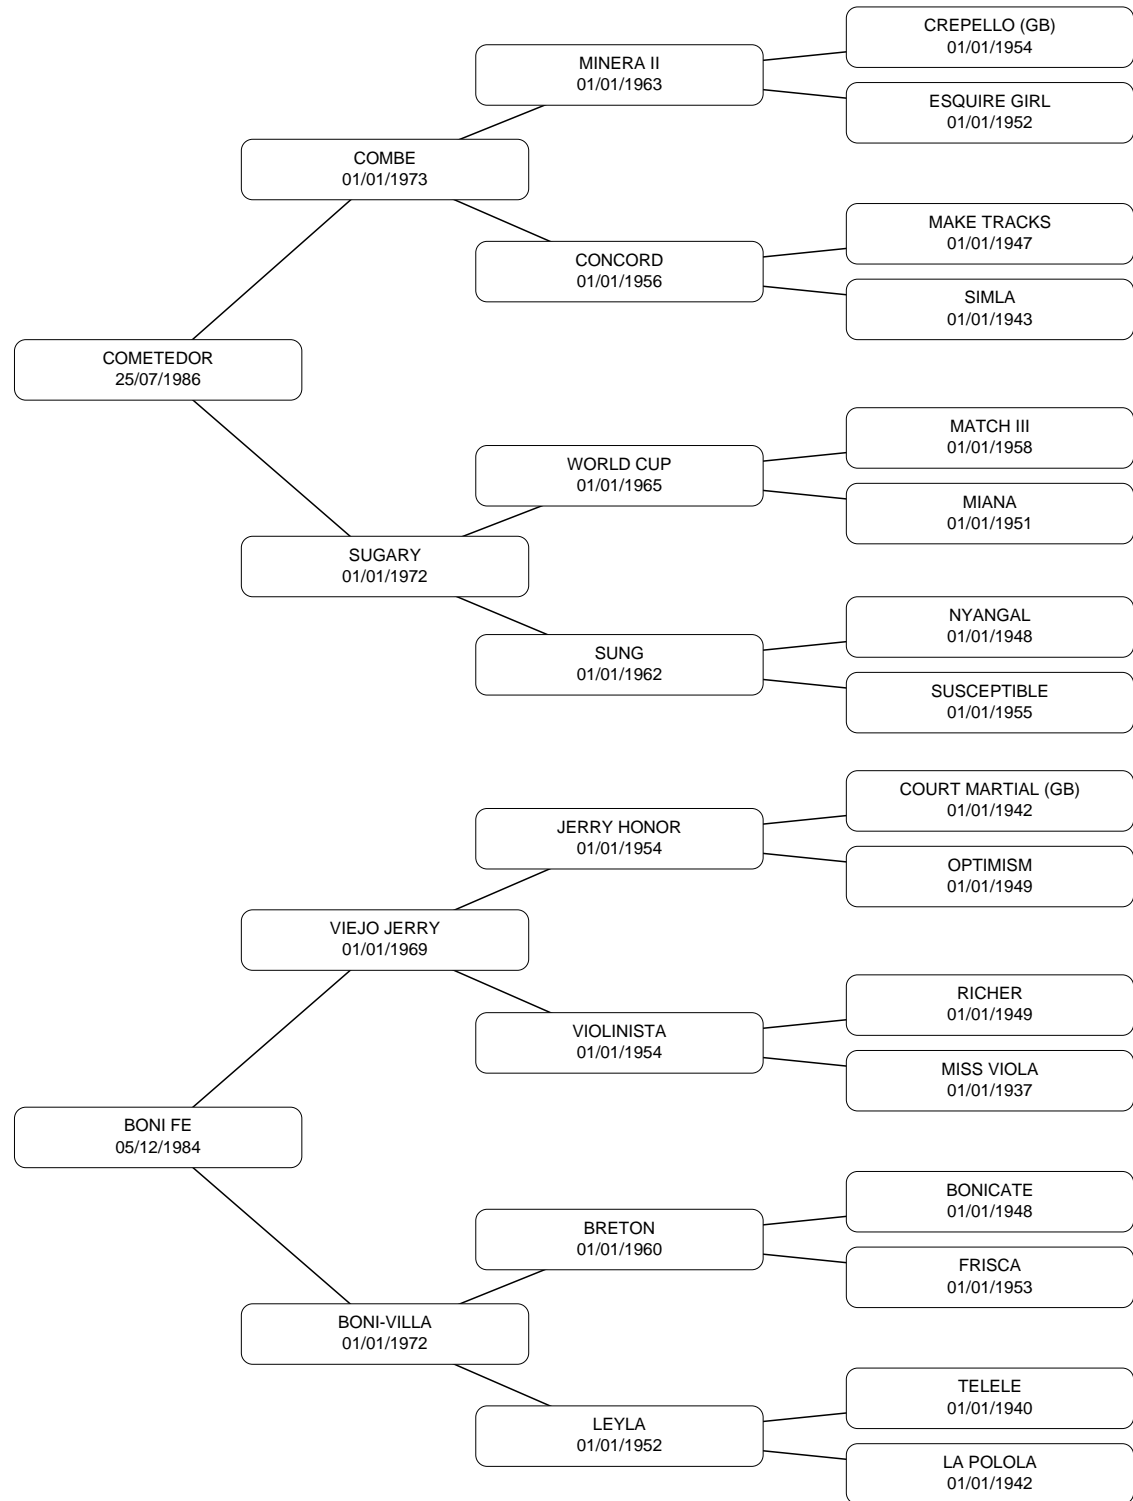 CREPELLO (GB)
01/01/1954
MINERA II
01/01/1963
ESQUIRE GIRL
01/01/1952
COMBE
01/01/1973
MAKE TRACKS
01/01/1947
CONCORD
01/01/1956
SIMLA
01/01/1943
COMETEDOR
25/07/1986
MATCH III
01/01/1958
WORLD CUP
01/01/1965
MIANA
01/01/1951
SUGARY
01/01/1972
NYANGAL
01/01/1948
SUNG
01/01/1962
SUSCEPTIBLE
01/01/1955
COURT MARTIAL (GB)
01/01/1942
JERRY HONOR
01/01/1954
OPTIMISM
01/01/1949
VIEJO JERRY
01/01/1969
RICHER
01/01/1949
VIOLINISTA
01/01/1954
MISS VIOLA
01/01/1937
BONI FE
05/12/1984
BONICATE
01/01/1948
BRETON
01/01/1960
FRISCA
01/01/1953
BONI-VILLA
01/01/1972
TELELE
01/01/1940
LEYLA
01/01/1952
LA POLOLA
01/01/1942